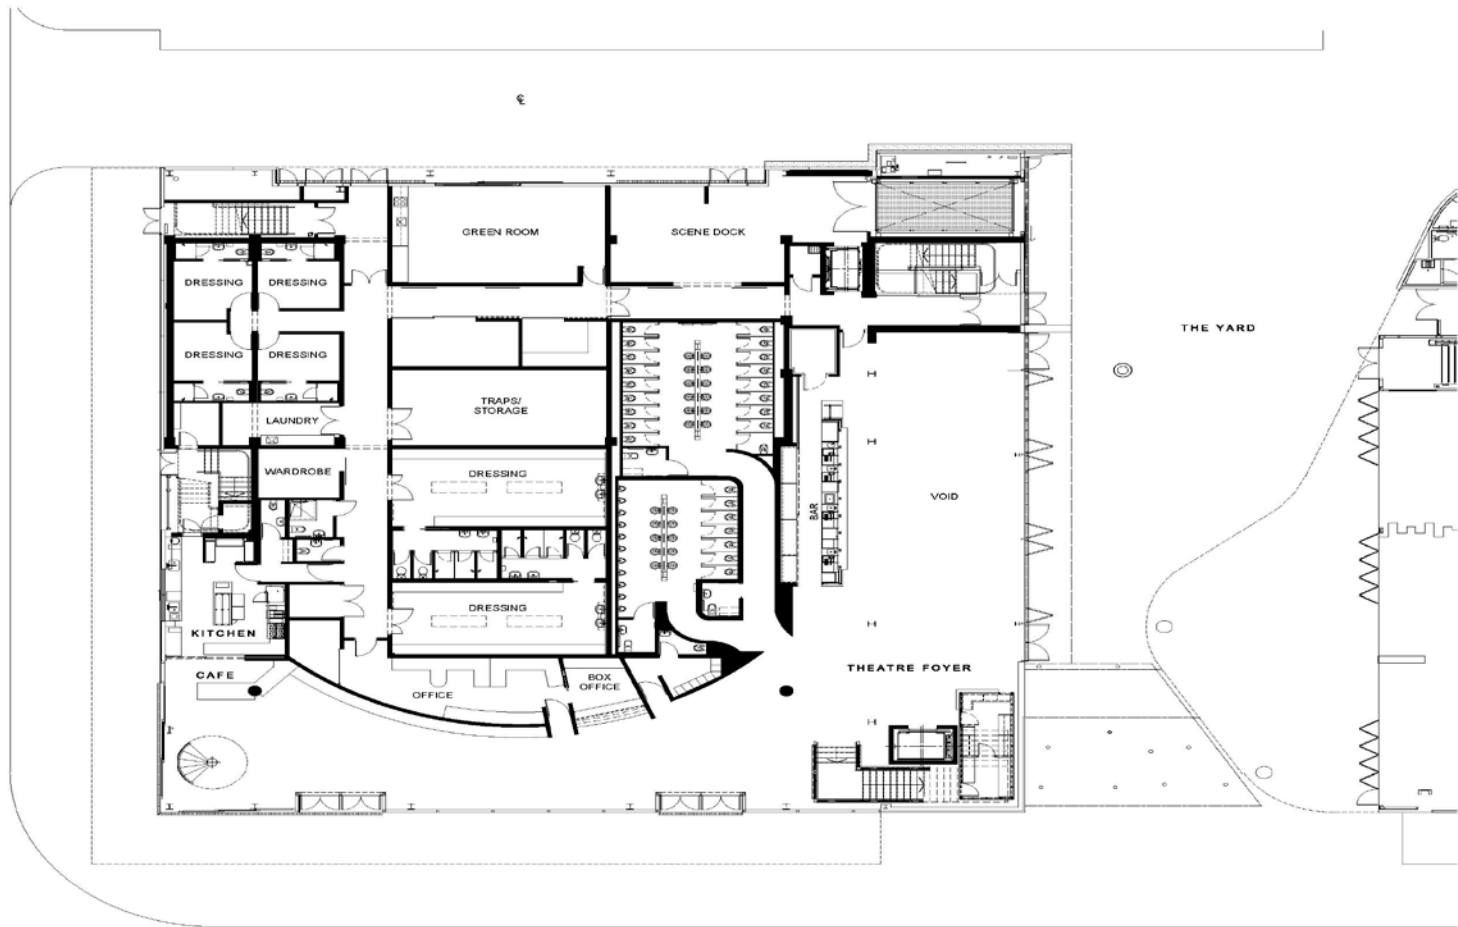 ℄
GREEN ROOM
SCENE DOCK
DRESSING
DRESSING
THE YARD
DRESSING
DRESSING
TRAPS/
STORAGE
LAUNDRY
WARDROBE
DRESSING
VOID
BAR
DRESSING
KITCHEN
THEATRE FOYER
CAFE
BOX
OFFICE
OFFICE